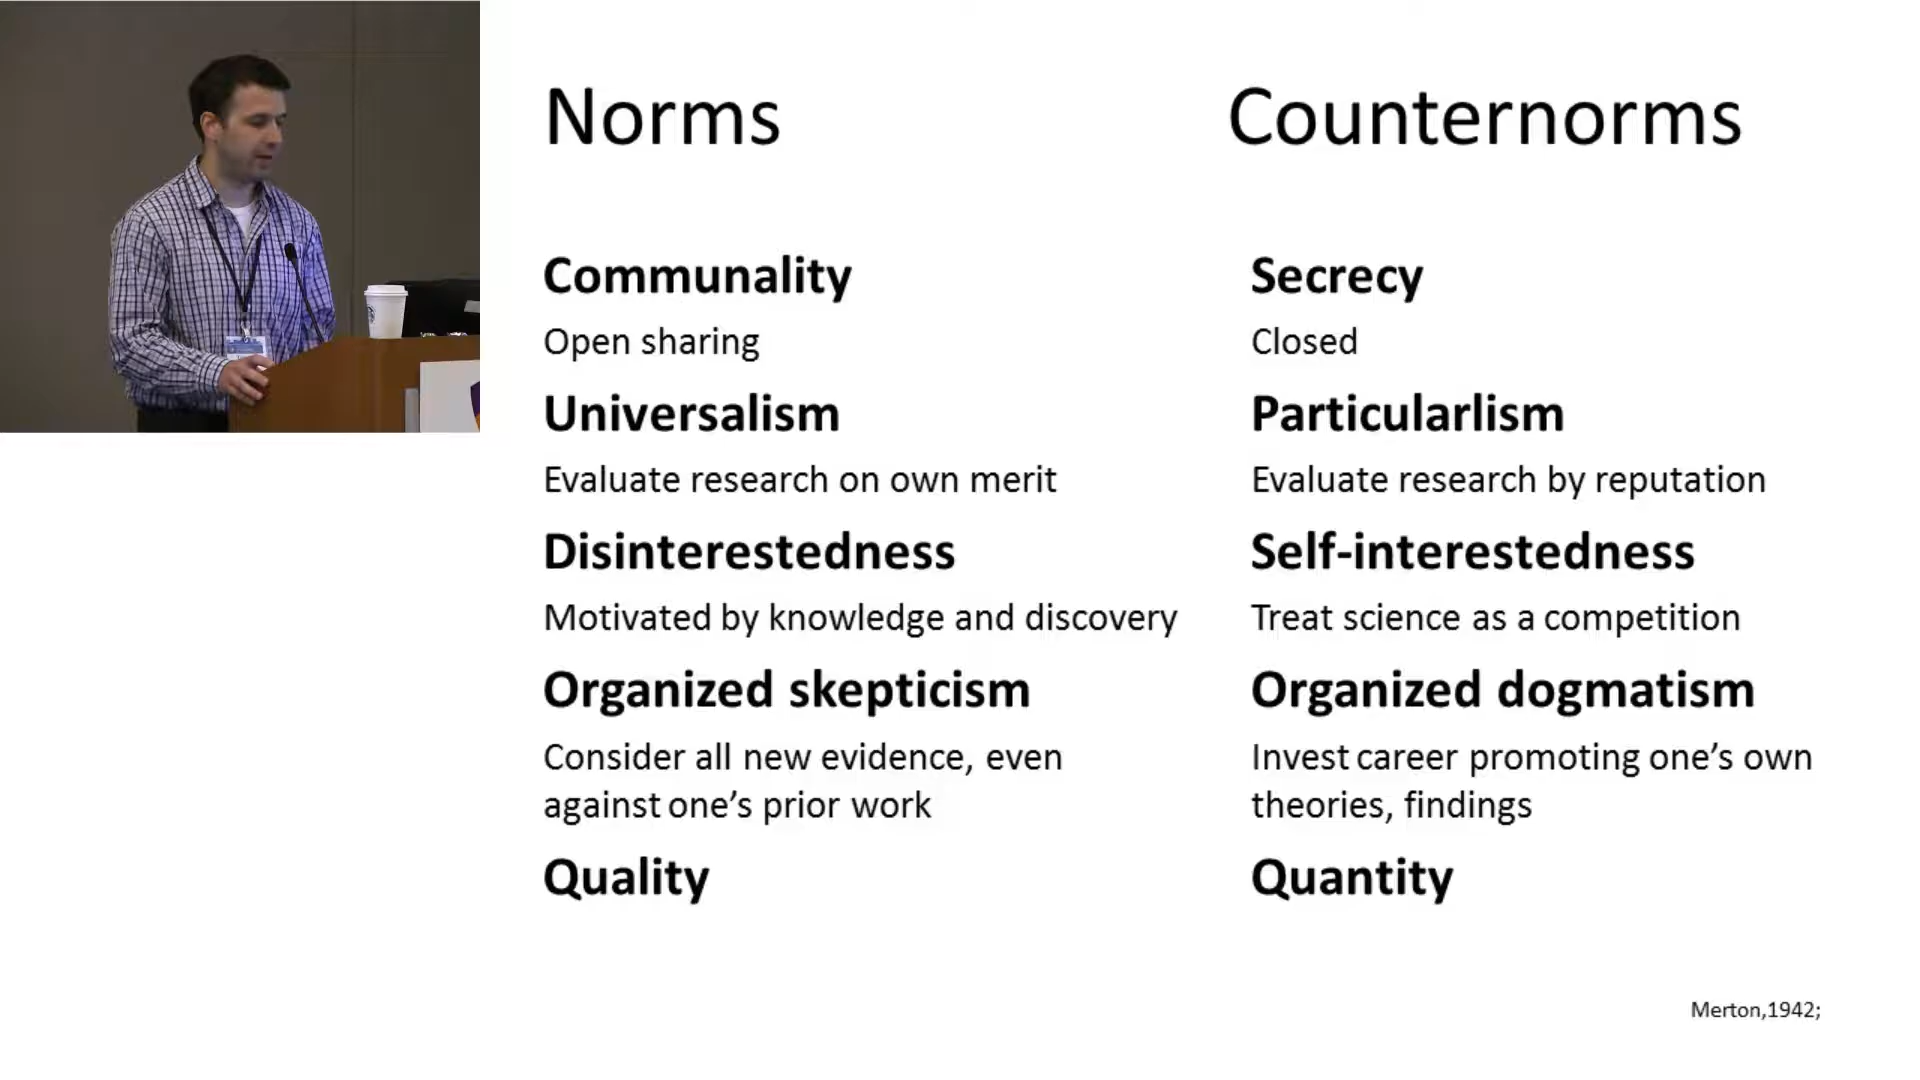 Norms
Counternorms
Communality
Open sharing
Universalism
Evaluate research on own merit
Disinterestedness
Motivated by knowledge and discovery
Organized skepticism
Consider all new evidence, even
against one’s prior work
Quality
Secrecy
Closed
Particularlism
Evaluate research by reputation
Self-interestedness
Treat science as a competition
Organized dogmatism
Invest career promoting one’s own
theories, findings
Quantity
Merton,1942;